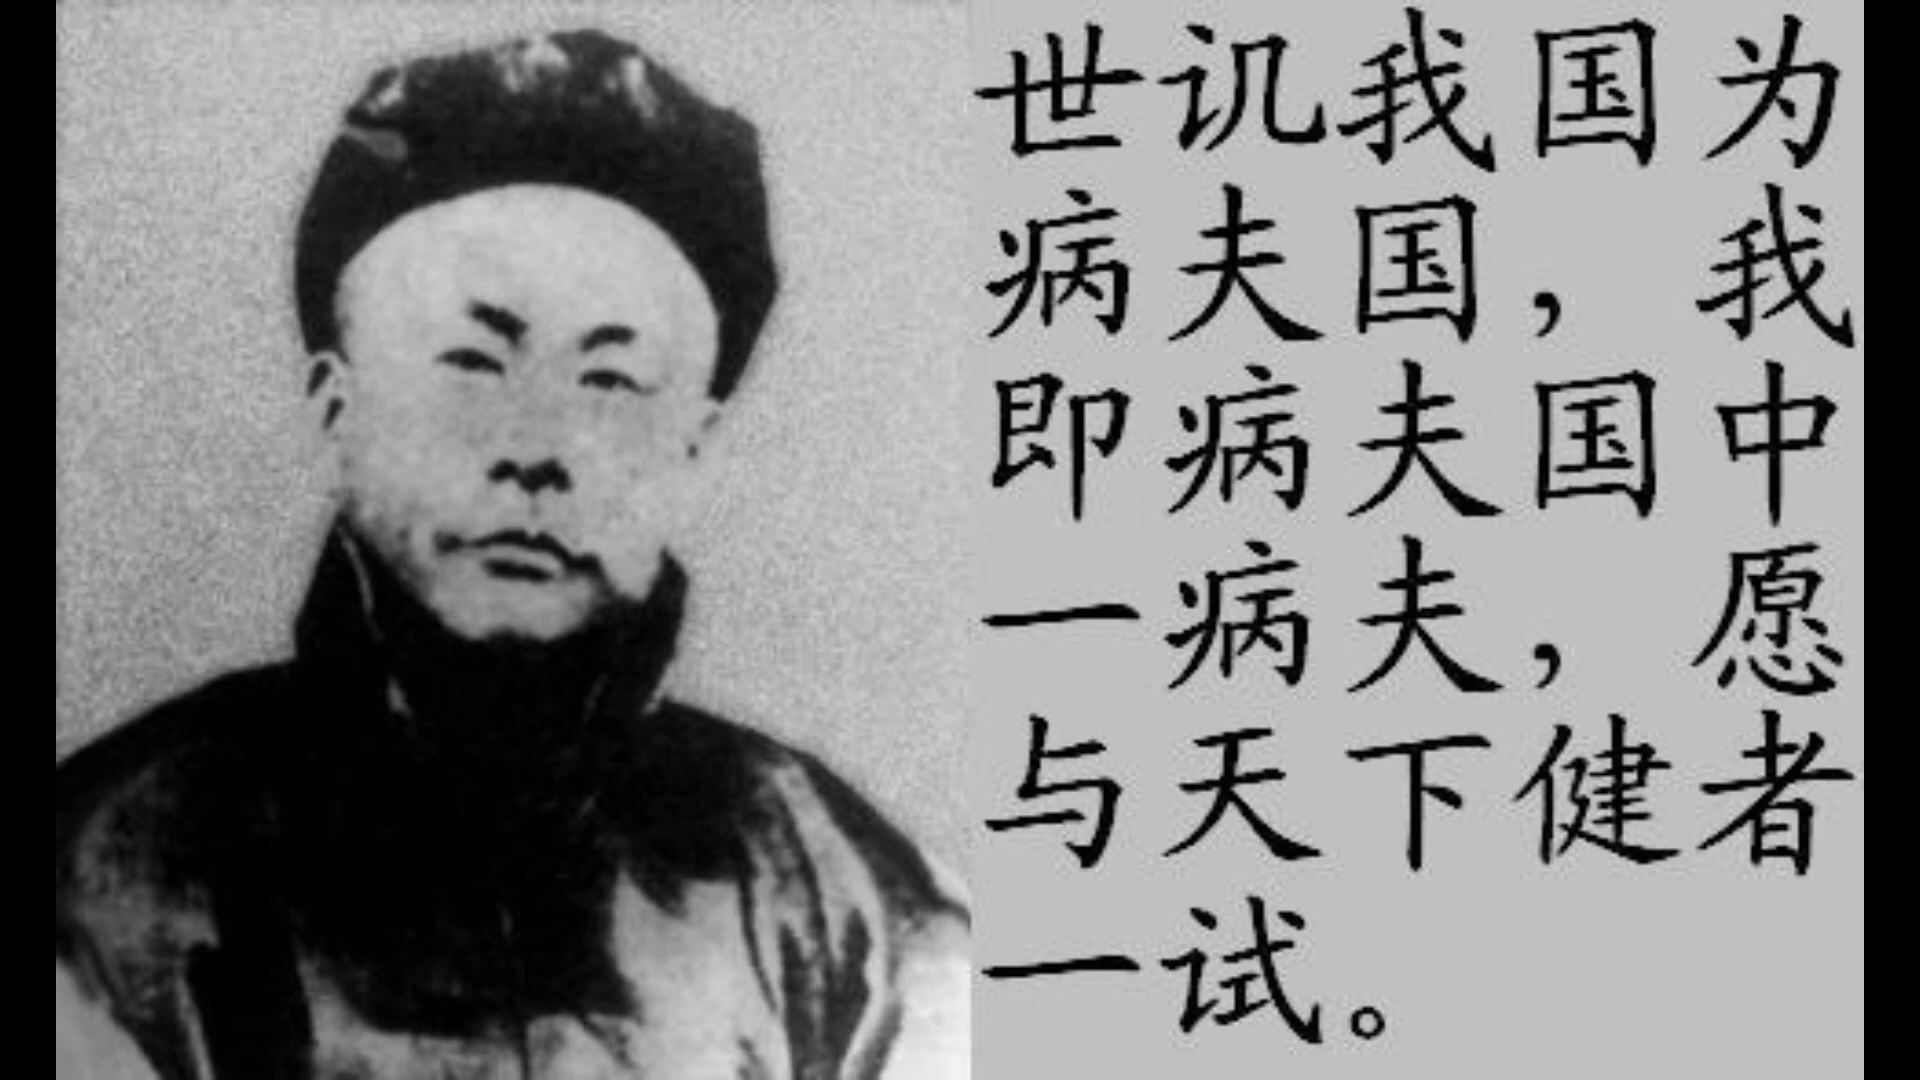 世讥我国为
病夫国，我
即病夫国中
一病夫，愿
与天下健者
一试。